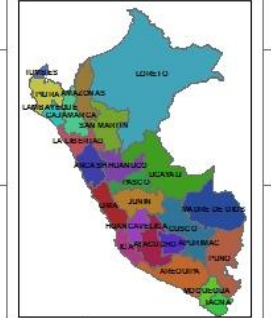 LORETO
TUMBES
PIURA
AMAZONAS
LAMBAYEQUE
CAJAMARCA
SAN MARTIN
LA LIBERTAD
ANCASH
HUANUCO
UCAYALI
PASCO
JUNIN
LIMA
MADRE DE DIOS
HUANCAVELICA
CUSCO
ICA
AYACUCHO
APURIMAC
PUNO
AREQUIPA
MOQUEGUA
TACNA